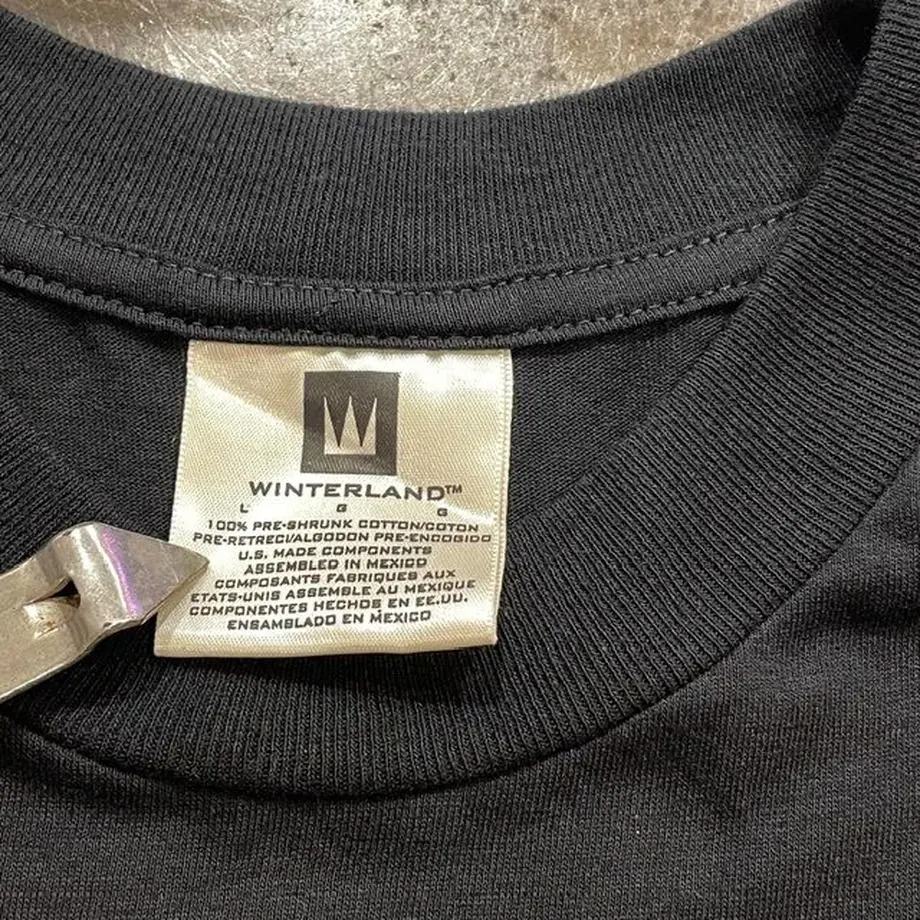 WINTERLAND™
L G G
100% PRE-SHRUNK COTTON/COTON
PRE-RETRECI/ALGODON PRE-ENCOGIDO
U.S. MADE COMPONENTS
ASSEMBLED IN MEXICO
COMPOSANTS FABRIQUES AUX
ETATS-UNIS ASSEMBLE AU MEXIQUE
COMPONENTES HECHOS EN EE.UU.
ENSAMBLADO EN MEXICO